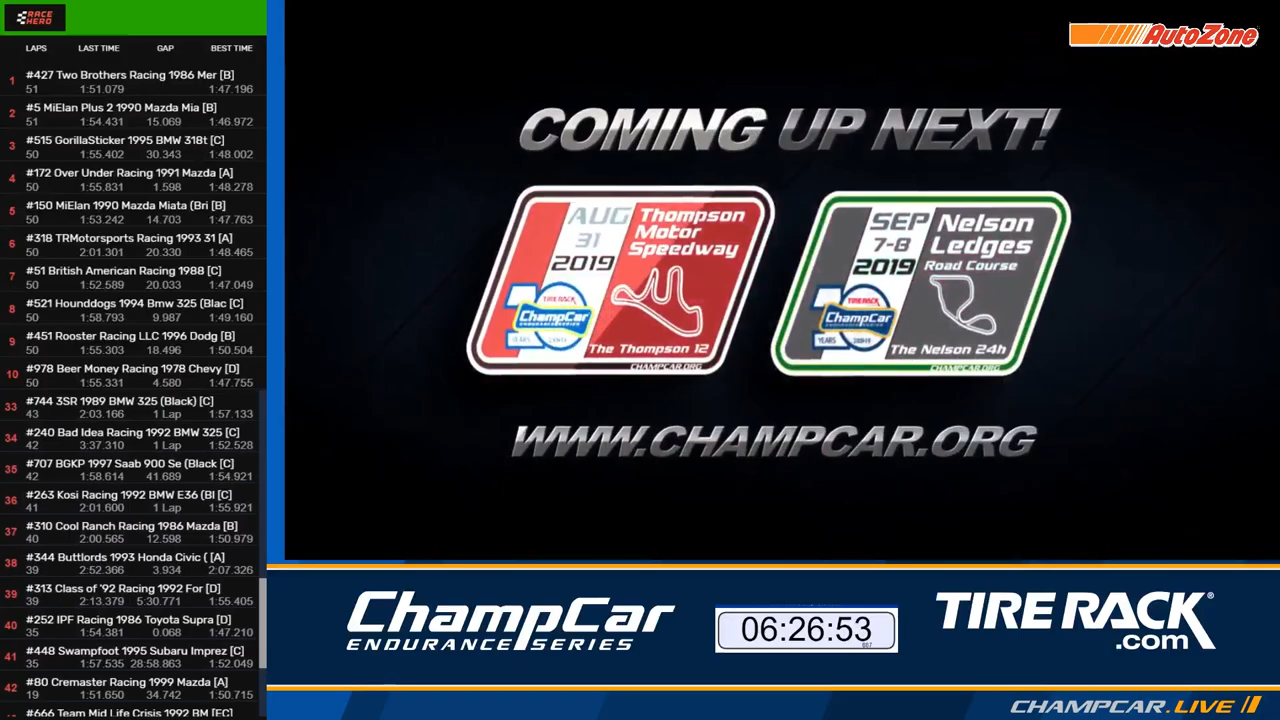 RACE
HERO
LAPS LAST TIME GAP BEST TIME
1 #427 Two Brothers Racing 1986 Mer [B]
51 1:51.079 1:47.196
2 #5 MiElan Plus 2 1990 Mazda Mia [B]
51 1:54.431 15.069 1:46.972
3 #515 GorillaSticker 1995 BMW 318t [C]
50 1:55.402 30.343 1:48.002
4 #172 Over Under Racing 1991 Mazda [A]
50 1:55.831 1.598 1:48.278
5 #150 MiElan 1990 Mazda Miata (Bri [B]
50 1:53.242 14.703 1:47.763
6 #318 TRMotorsports Racing 1993 31 [A]
50 2:01.301 20.330 1:48.465
7 #51 British American Racing 1788 [C]
50 1:52.589 20.033 1:47.049
8 #521 Hounddogs 1994 Bmw 325 (Blac [C]
50 1:58.793 .087 1:49.160
9 #451 Rooster Racing 2004 Dodg [B]
50 1:55.303 18.496 1:50.504
10 #978 Beer Money Racing 1978 Chevy [D]
50 1:55.331 4.580 1:47.755
33 #744 3SR 1989 BMW 325 (Black) [C]
43 2:03.166 1 Lap 1:57.133
34 #240 Bad Idea Racing 1992 BMW 325 [C]
42 3:37.310 1 Lap 1:52.528
35 #707 BGKP 1997 Saab 900 Se (Black [C]
42 1:58.614 41.689 1:54.921
36 #263 Kosi Racing 1992 BMW E36 (Bl [C]
41 2:01.600 1 Lap 1:55.921
37 #310 Cool Ranch Racing 1986 Mazda [B]
40 2:00.565 12.598 1:50.979
38 #344 Buttlords 1993 Honda Civic ( [A]
39 2:52.366 3.934 2:07.326
39 #313 Class of '92 Racing 1992 For [D]
39 2:13.379 5:30.771 1:55.405
40 #252 IPF Racing 1986 Toyota Supra [D]
35 1:54.381 0.068 1:47.210
41 #448 Swampfoot 1995 Subaru Imprez [C]
35 1:57.535 28:58.863 1:52.049
42 #80 Cremaster Racing 1999 Mazda [A]
19 1:51.650 34.742 1:50.715
#666 Team Mid Life Crisis 1992 BM [EC]
AutoZone
COMING UP NEXT!
AUG
31
2019
Thompson
Motor
Speedway
TIRE RACK
ChampCar
ENDURANCE SERIES
YEARS
The Thompson 12
CHAMPCAR.ORG
SEP
7-8
2019
Nelson
Ledges
Road Course
TIRE RACK
ChampCar
ENDURANCE SERIES
YEARS
The Nelson 24h
CHAMPCAR.ORG
WWW.CHAMPCAR.ORG
ChampCar
ENDURANCE SERIES
06:26:53
007
TIRE RACK®
.com
CHAMPCAR.LIVE